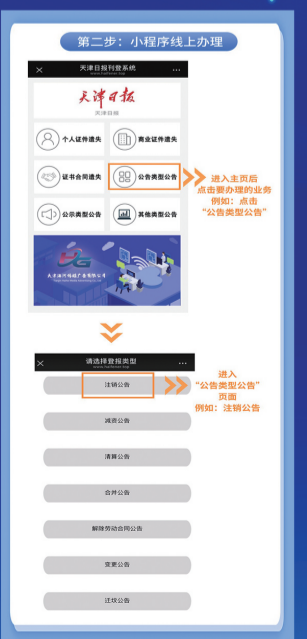 第二步：小程序线上办理
天津日报刊登系统
天津日报
天津日报
个人证件遗失
商业证件遗失
证书合同遗失
公告类型公告
公示类型公告
其他类型公告
进入主页后
点击要办理的业务
例如：点击
“公告类型公告”
请选择登报类型
注销公告
减资公告
清算公告
合并公告
解除劳动合同公告
变更公告
迁坟公告
进入
“公告类型公告”
页面
例如：注销公告